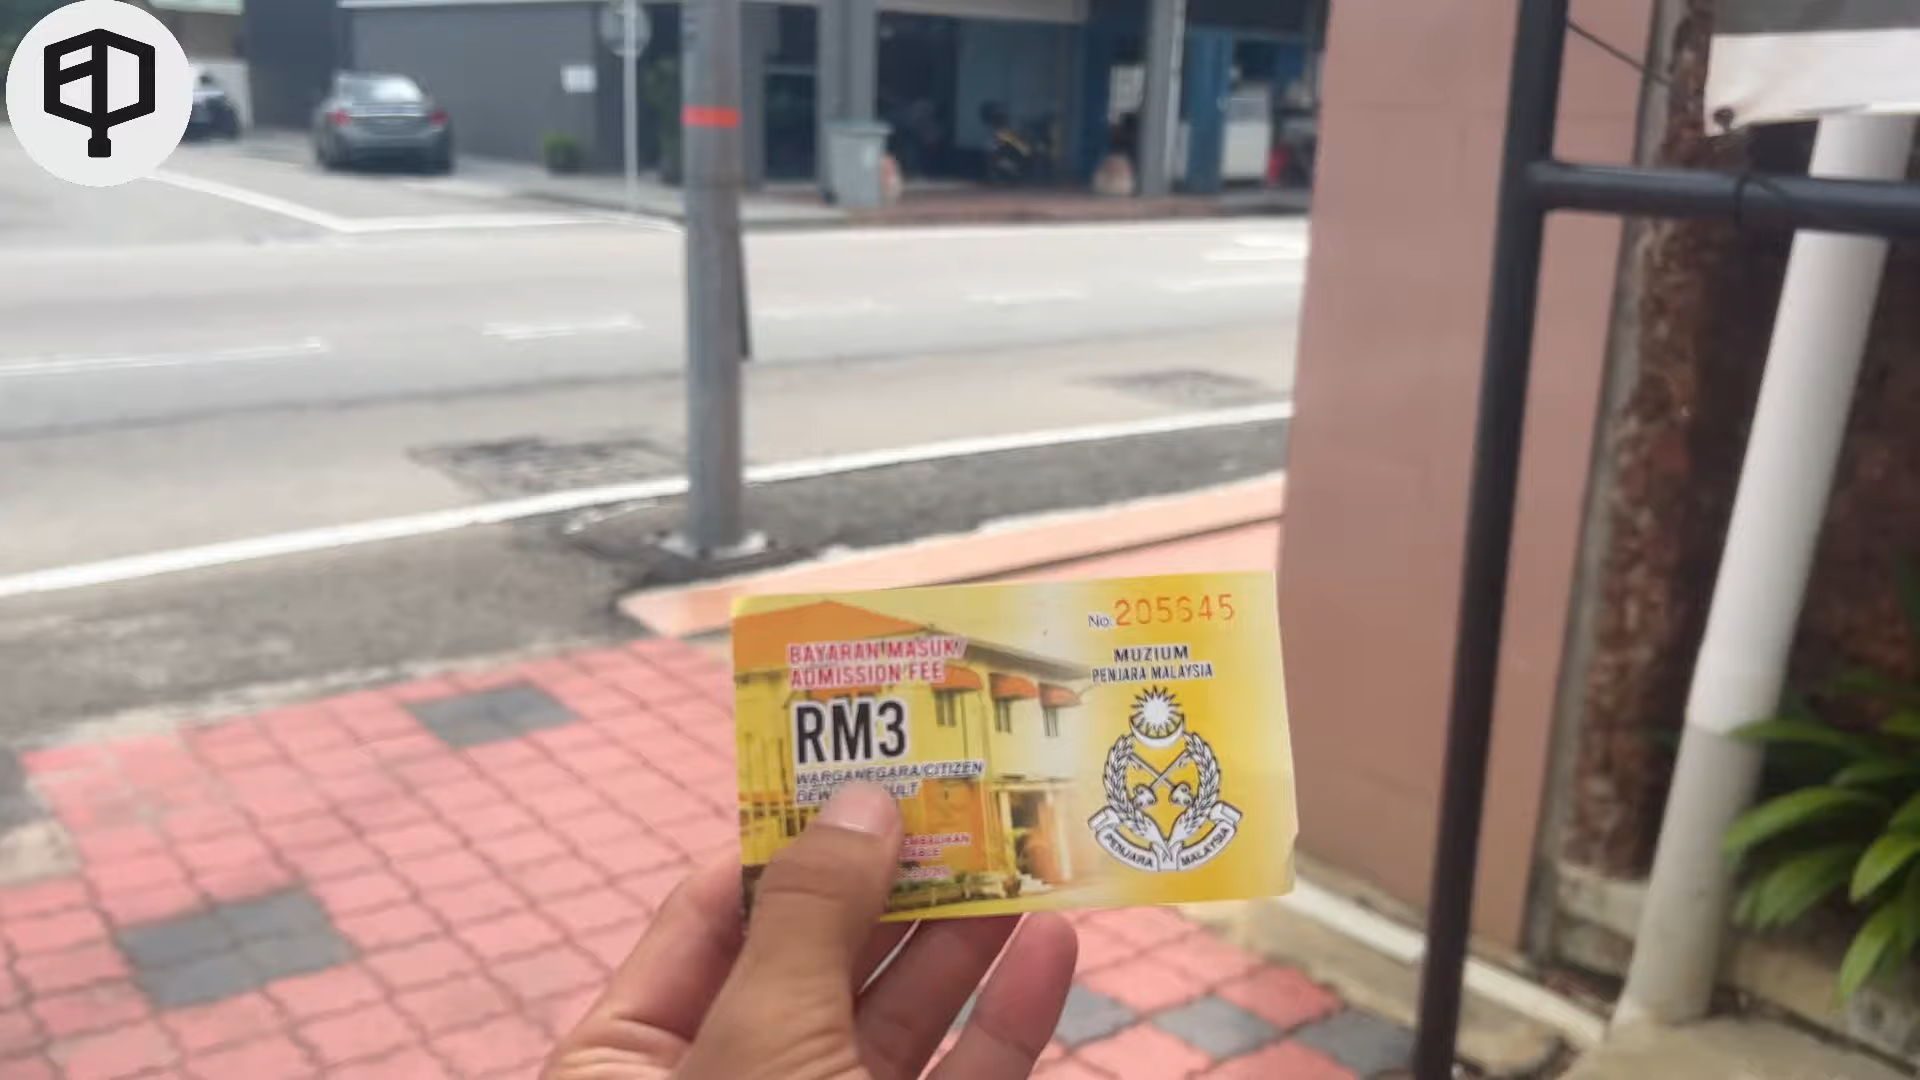 No. 205645
BAYARAN MASUK/
ADMISSION FEE
RM3
WARGANEGARA/CITIZEN
MUZIUM
PENJARA MALAYSIA
PENJARA MALAYSIA